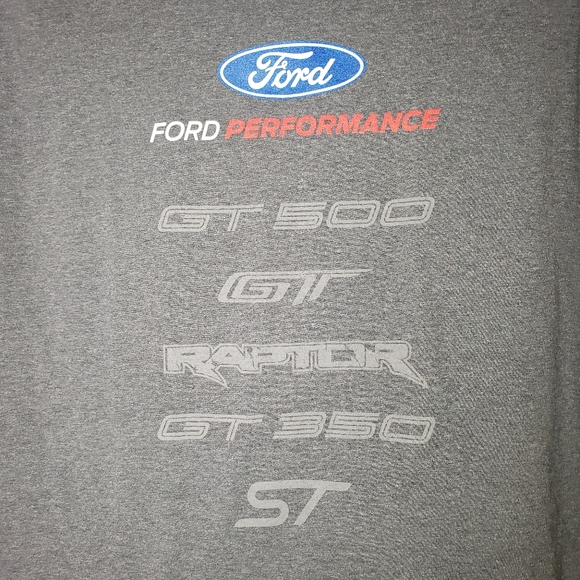 Ford
FORD PERFORMANCE
GT 500
GT
RAPTOR
GT 350
ST